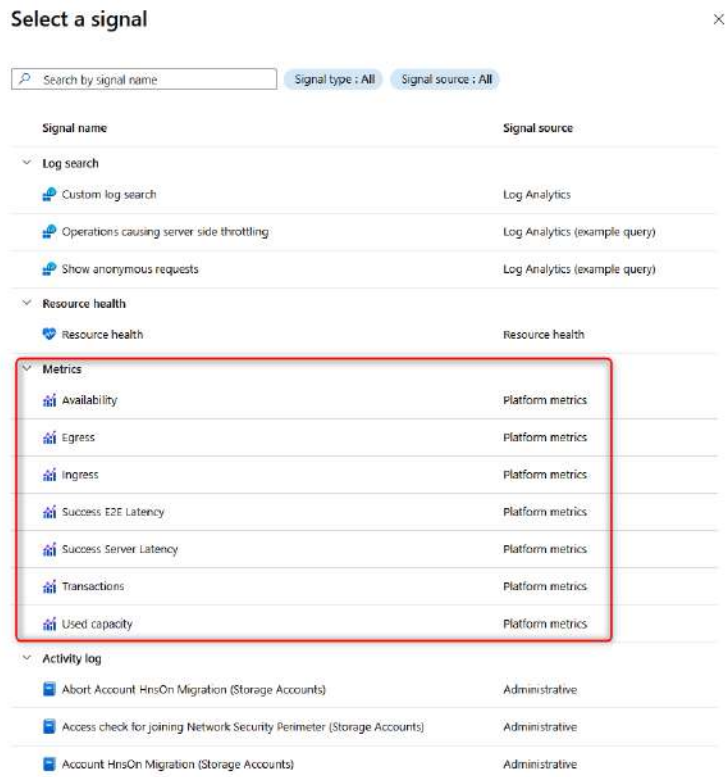 Select a signal
Search by signal name Signal type : All Signal source : All
Signal name Signal source
Log search
Custom log search Log Analytics
Operations causing server side throttling Log Analytics (example query)
Show anonymous requests Log Analytics (example query)
Resource health
Resource health Resource health
Metrics
Availability Platform metrics
Egress Platform metrics
Ingress Platform metrics
Success E2E Latency Platform metrics
Success Server Latency Platform metrics
Transactions Platform metrics
Used capacity Platform metrics
Activity log
Abort Account HnsOn Migration (Storage Accounts) Administrative
Access check for joining Network Security Perimeter (Storage Accounts) Administrative
Account HnsOn Migration (Storage Accounts) Administrative